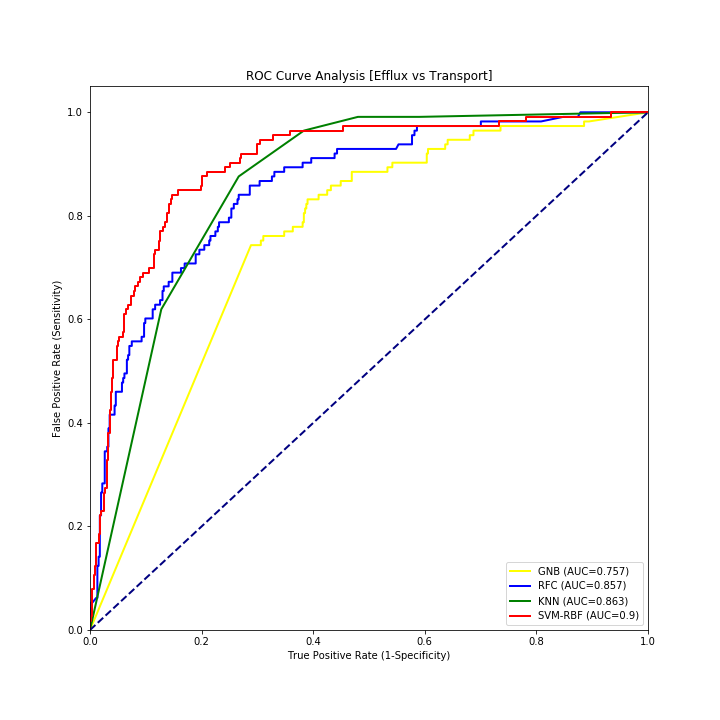 ROC Curve Analysis [Efflux vs Transport]
False Positive Rate (Sensitivity)
1.0
0.8
0.6
0.4
0.2
0.0
0.0 0.2 0.4 0.6 0.8 1.0
True Positive Rate (1-Specificity)
GNB (AUC=0.757)
RFC (AUC=0.857)
KNN (AUC=0.863)
SVM-RBF (AUC=0.9)